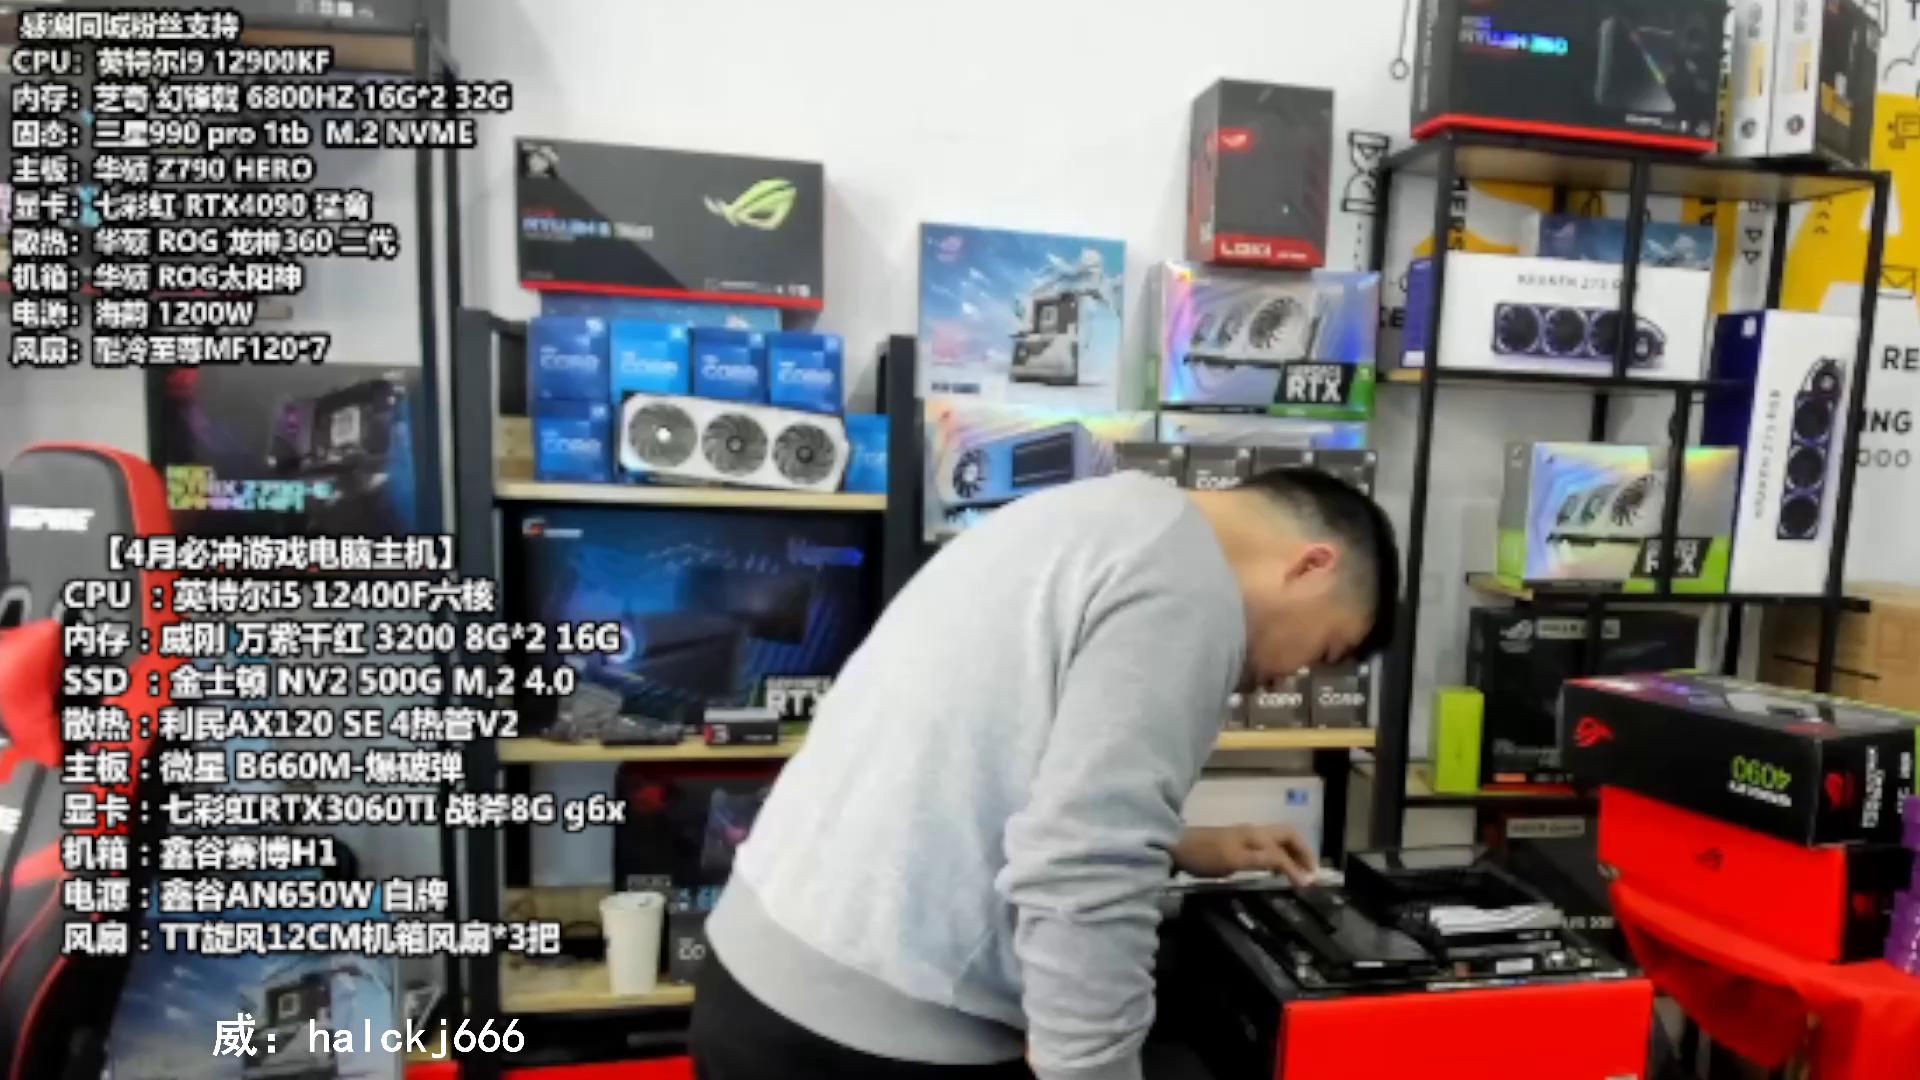 感谢同城粉丝支持
CPU：英特尔i9 12900KF
内存：芝奇 幻锋戟 6800HZ 16G*2 32G
固态：三星990 pro 1tb M.2 NVME
主板：华硕 Z790 HERO
显卡：七彩虹 RTX4090 猛禽
散热：华硕 ROG 龙神360 二代
机箱：华硕 ROG太阳神
电源：海韵 1200W
风扇：酷冷至尊MF120*7
【4月必冲游戏电脑主机】
CPU ：英特尔i5 12400F六核
内存：威刚 万紫千红 3200 8G*2 16G
SSD ：金士顿 NV2 500G M,2 4.0
散热：利民AX120 SE 4热管V2
主板：微星 B660M-爆破弹
显卡：七彩虹RTX3060TI 战斧8G g6x
机箱：鑫谷赛博H1
电源：鑫谷AN650W 白牌
风扇：TT旋风12CM机箱风扇*3把
威：halckj666
LOKI
CORE
CORE
CORE
CORE
CORE
RTX
RTX
RTX
CORE
CORE
4090